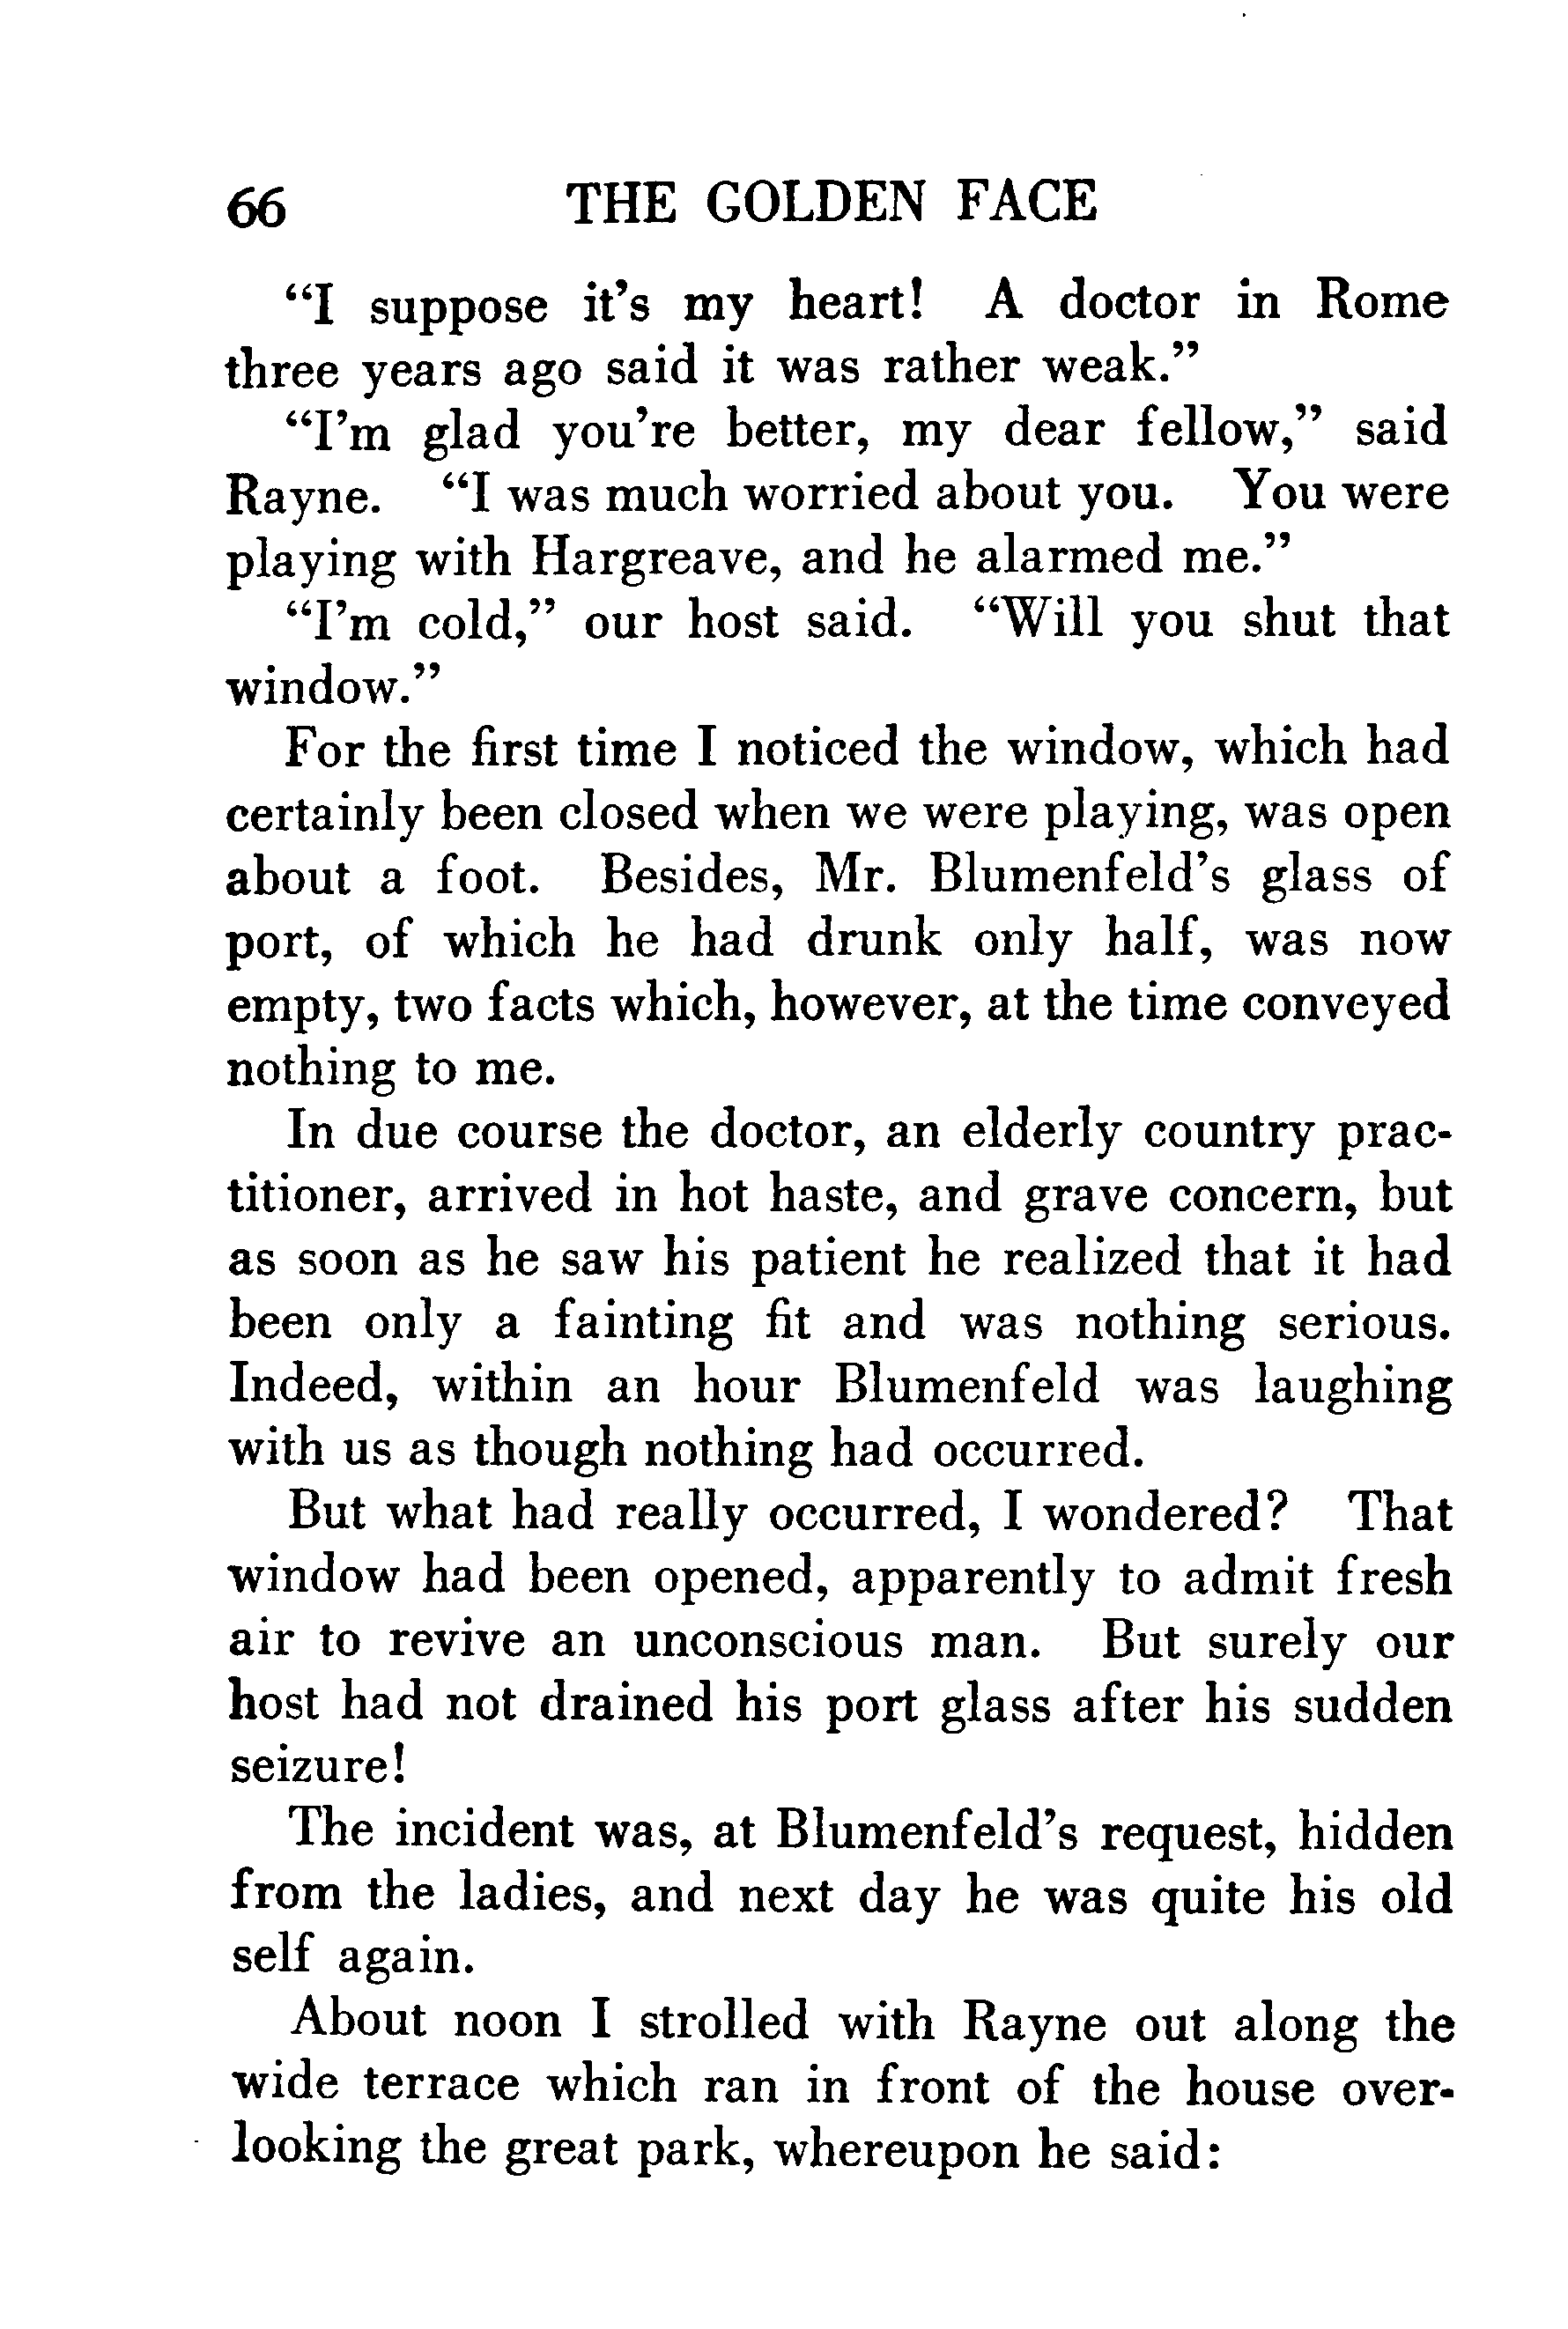 66 THE GOLDEN FACE
“I suppose it’s my heart! A doctor in Rome
three years ago said it was rather weak.”
“I’m glad you’re better, my dear fellow,” said
Rayne. “I was much worried about you. You were
playing with Hargreave, and he alarmed me.”
“I’m cold,” our host said. “Will you shut that
window.”
For the first time I noticed the window, which had
certainly been closed when we were playing, was open
about a foot. Besides, Mr. Blumenfeld’s glass of
port, of which he had drunk only half, was now
empty, two facts which, however, at the time conveyed
nothing to me.
In due course the doctor, an elderly country prac-
titioner, arrived in hot haste, and grave concern, but
as soon as he saw his patient he realized that it had
been only a fainting fit and was nothing serious.
Indeed, within an hour Blumenfeld was laughing
with us as though nothing had occurred.
But what had really occurred, I wondered? That
window had been opened, apparently to admit fresh
air to revive an unconscious man. But surely our
host had not drained his port glass after his sudden
seizure!
The incident was, at Blumenfeld’s request, hidden
from the ladies, and next day he was quite his old
self again.
About noon I strolled with Rayne out along the
wide terrace which ran in front of the house over-
looking the great park, whereupon he said: